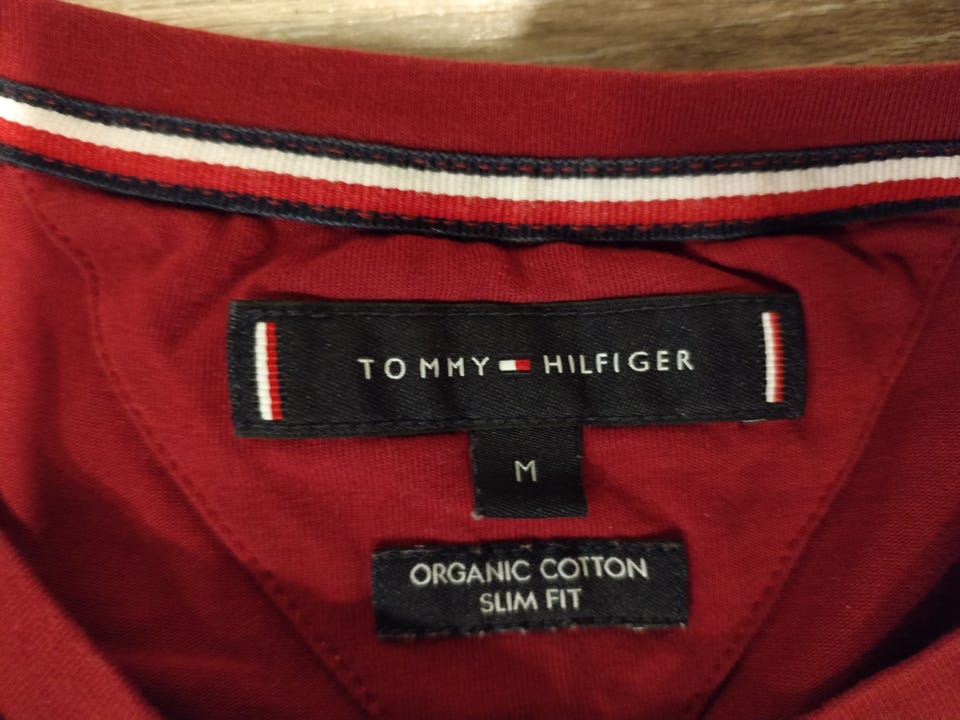 TOMMY HILFIGER
M
ORGANIC COTTON
SLIM FIT